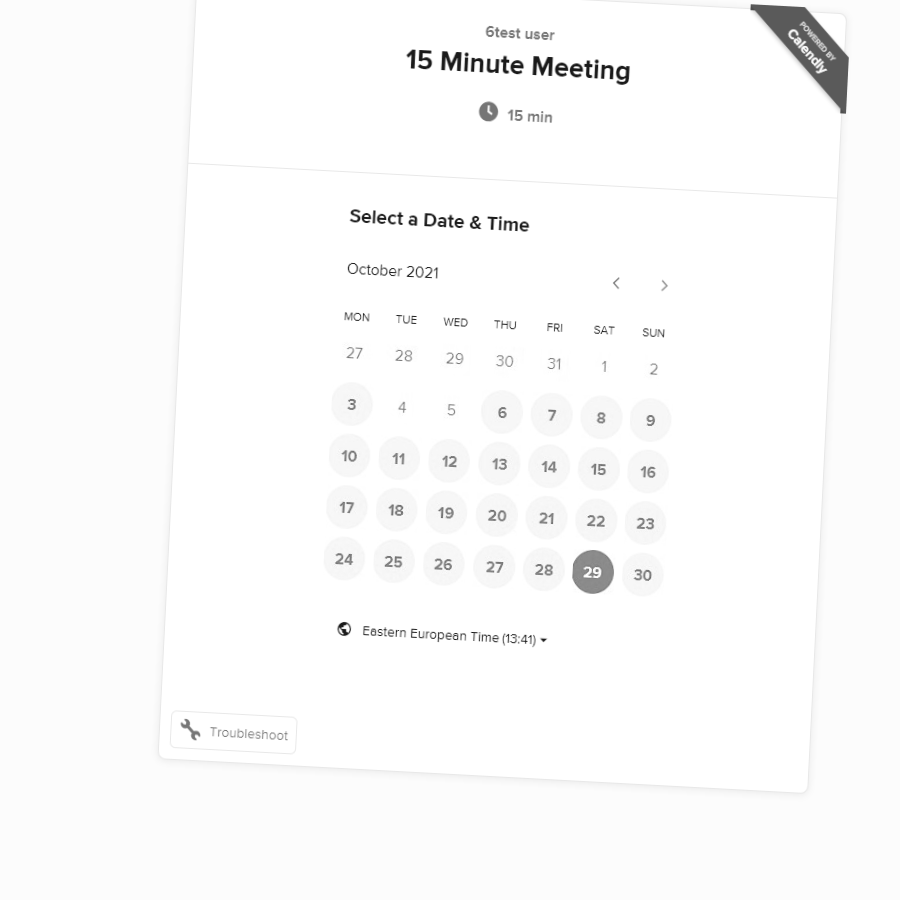 6test user
15 Minute Meeting
15 min
POWERED BY
Calendly
Select a Date & Time
October 2021
MON TUE WED THU FRI SAT SUN
27 28 29 30 31 1 2
3 4 5 6 7 8 9
10 11 12 13 14 15 16
17 18 19 20 21 22 23
24 25 26 27 28 29 30
Eastern European Time (13:41)
Troubleshoot